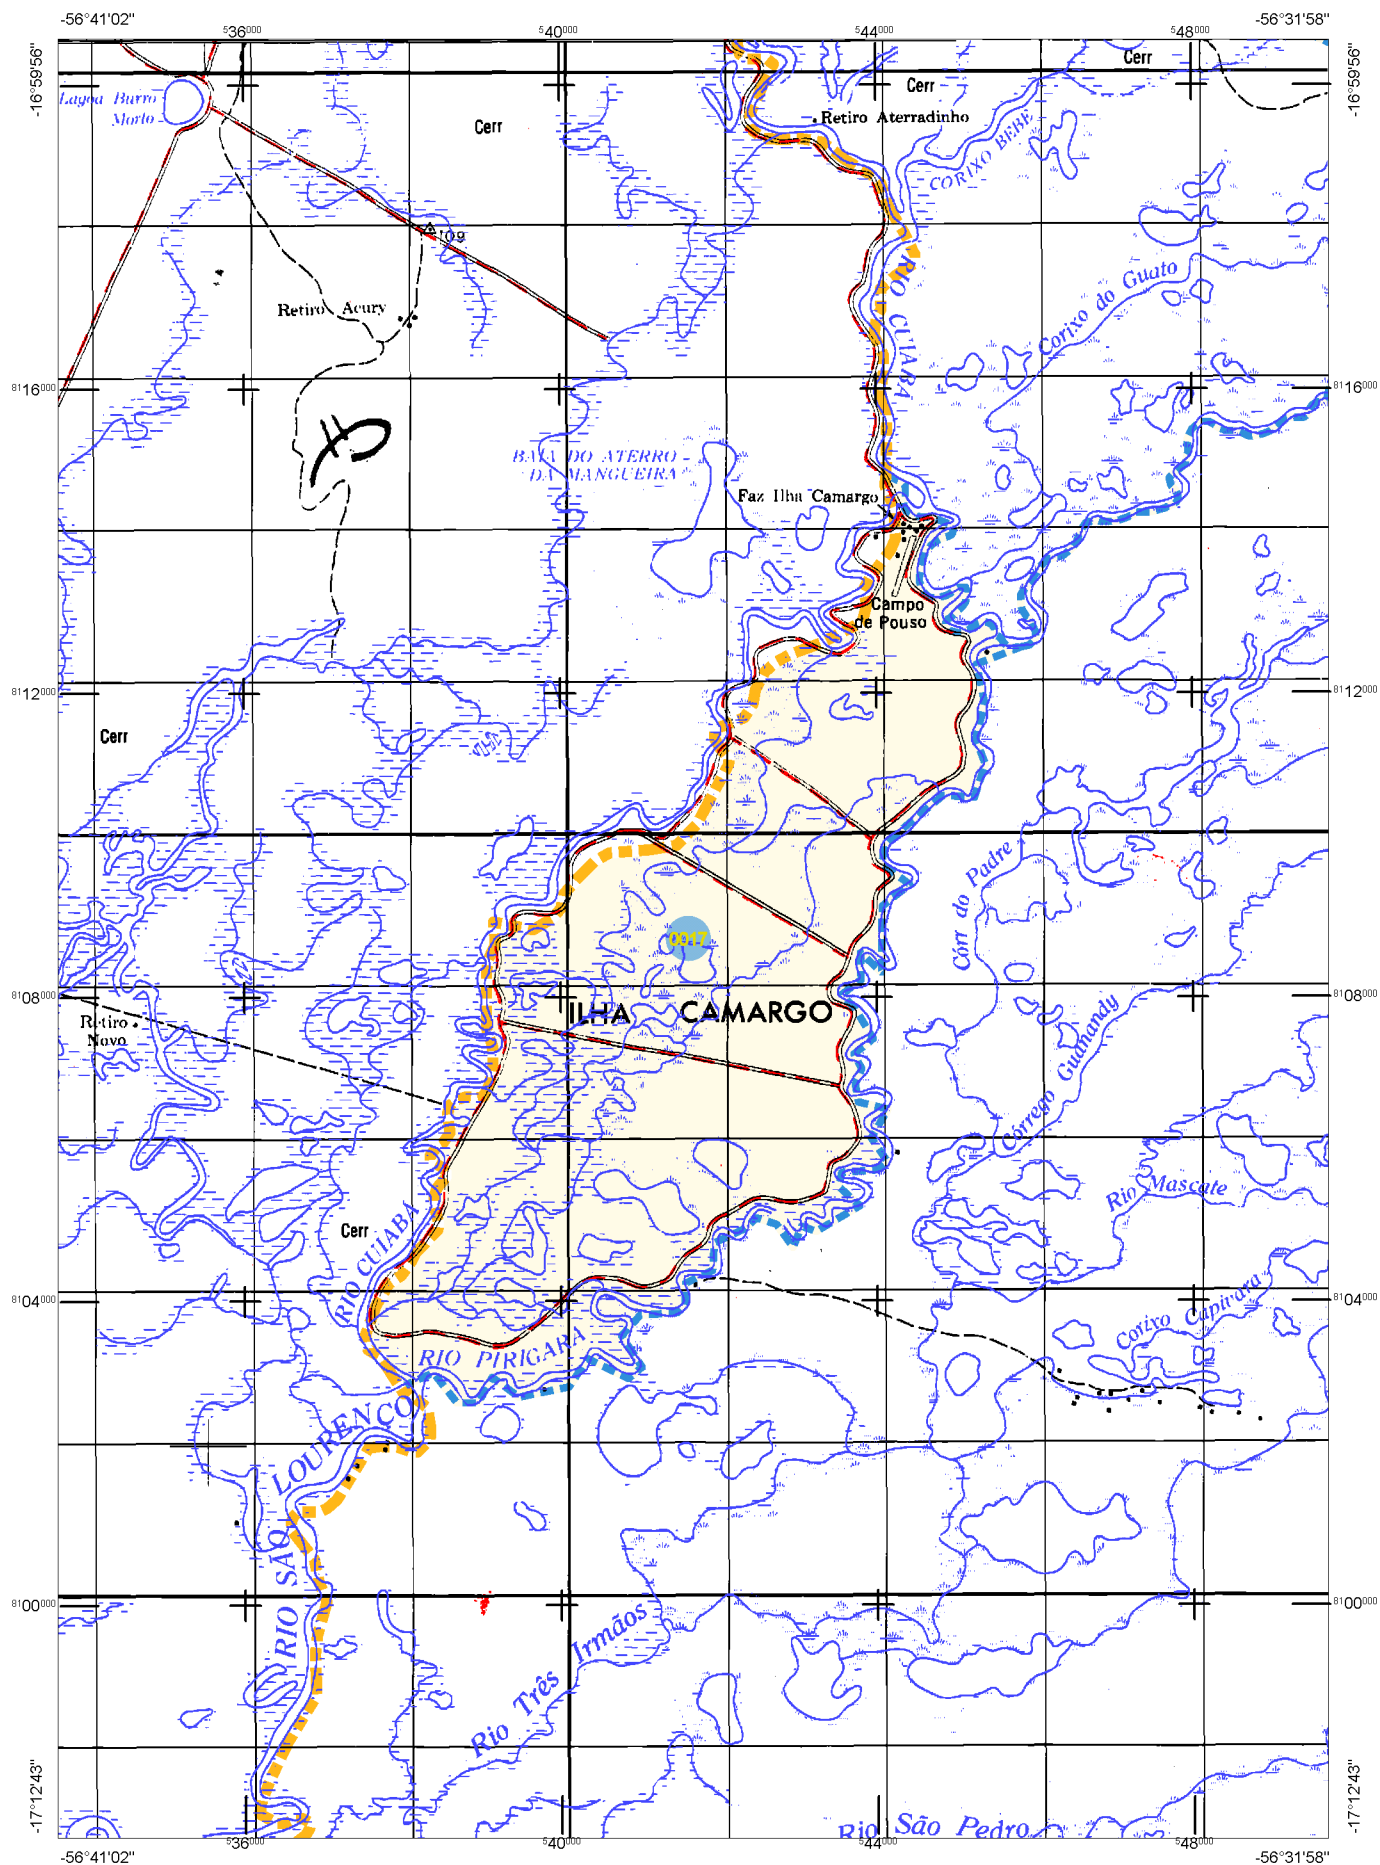 -56°41'02"
536000
540000
544000
548000
-56°31'58"
-16°59'56"
-16°59'56"
Cerr
Cerr
Lagoa Burro
Morto
Cerr
Retiro Aterradinho
CORIXO BEBE
'09
RIO CUIABA
Corixo do Guato
Retiro Acury
8116000
8116000
BAIA DO ATERRO
DA MANGUEIRA
Faz Ilha Camargo
Campo
de Pouso
8112000
8112000
Cerr
Corr do Padre
0017
8108000
8108000
ILHA CAMARGO
Retiro
Novo
Córrego Guanandy
Rio Mascate
Cerr
RIO CUIABA
8104000
8104000
Corixo Capivara
RIO PIRIGARA
RIO SÃO LOURENÇO
8100000
8100000
Rio Três Irmãos
-17°12'43"
-17°12'43"
Rio São Pedro
536000
540000
544000
548000
-56°41'02"
-56°31'58"